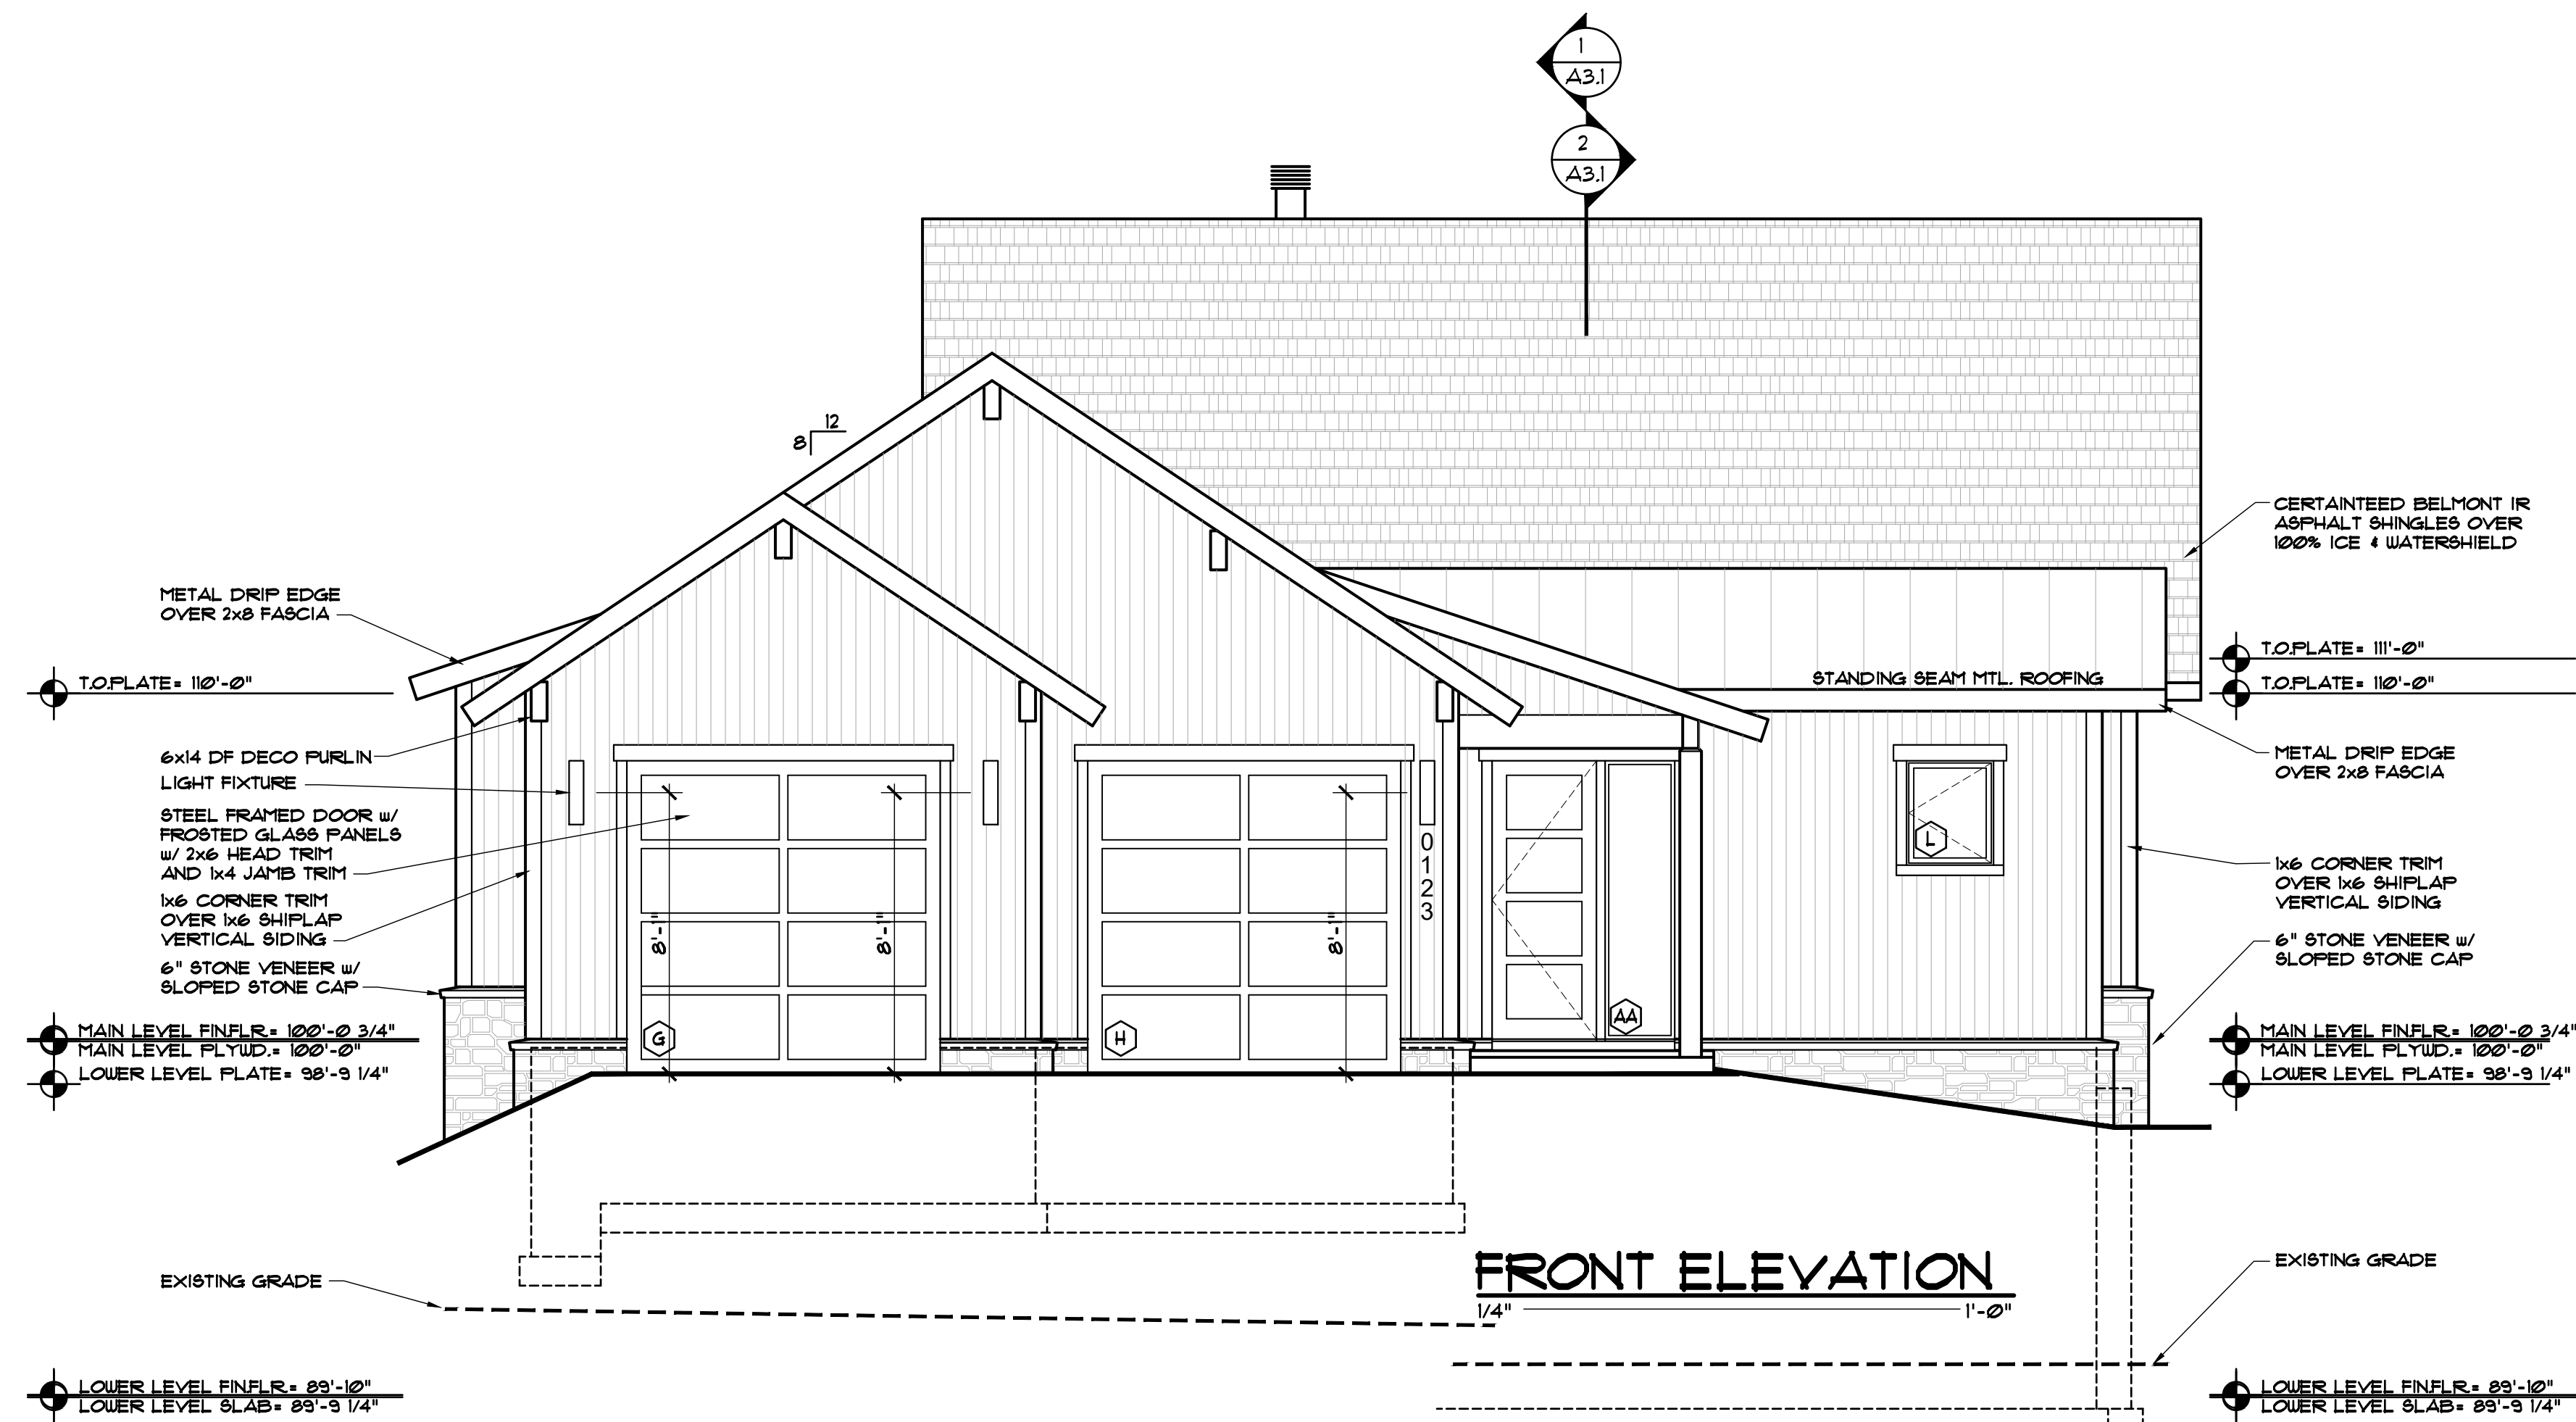 1
A3.1
2
A3.1
12
8
METAL DRIP EDGE
OVER 2x8 FASCIA
T.O.PLATE= 110'-0"
6x14 DF DECO PURLIN
LIGHT FIXTURE
STEEL FRAMED DOOR w/
FROSTED GLASS PANELS
w/ 2x6 HEAD TRIM
AND 1x4 JAMB TRIM
1x6 CORNER TRIM
OVER 1x6 SHIPLAP
VERTICAL SIDING
6" STONE VENEER w/
SLOPED STONE CAP
MAIN LEVEL FIN.FLR.= 100'-0 3/4"
MAIN LEVEL PLYWD.= 100'-0"
LOWER LEVEL PLATE= 98'-9 1/4"
EXISTING GRADE
LOWER LEVEL FIN.FLR.= 89'-10"
LOWER LEVEL SLAB= 89'-9 1/4"
8'-1"
8'-1"
8'-1"
G
H
0
1
2
3
AA
L
STANDING SEAM MTL. ROOFING
CERTAINTEED BELMONT IR
ASPHALT SHINGLES OVER
100% ICE & WATERSHIELD
T.O.PLATE= 111'-0"
T.O.PLATE= 110'-0"
METAL DRIP EDGE
OVER 2x8 FASCIA
1x6 CORNER TRIM
OVER 1x6 SHIPLAP
VERTICAL SIDING
6" STONE VENEER w/
SLOPED STONE CAP
MAIN LEVEL FIN.FLR.= 100'-0 3/4"
MAIN LEVEL PLYWD.= 100'-0"
LOWER LEVEL PLATE= 98'-9 1/4"
EXISTING GRADE
LOWER LEVEL FIN.FLR.= 89'-10"
LOWER LEVEL SLAB= 89'-9 1/4"
FRONT ELEVATION
1/4" 1'-0"